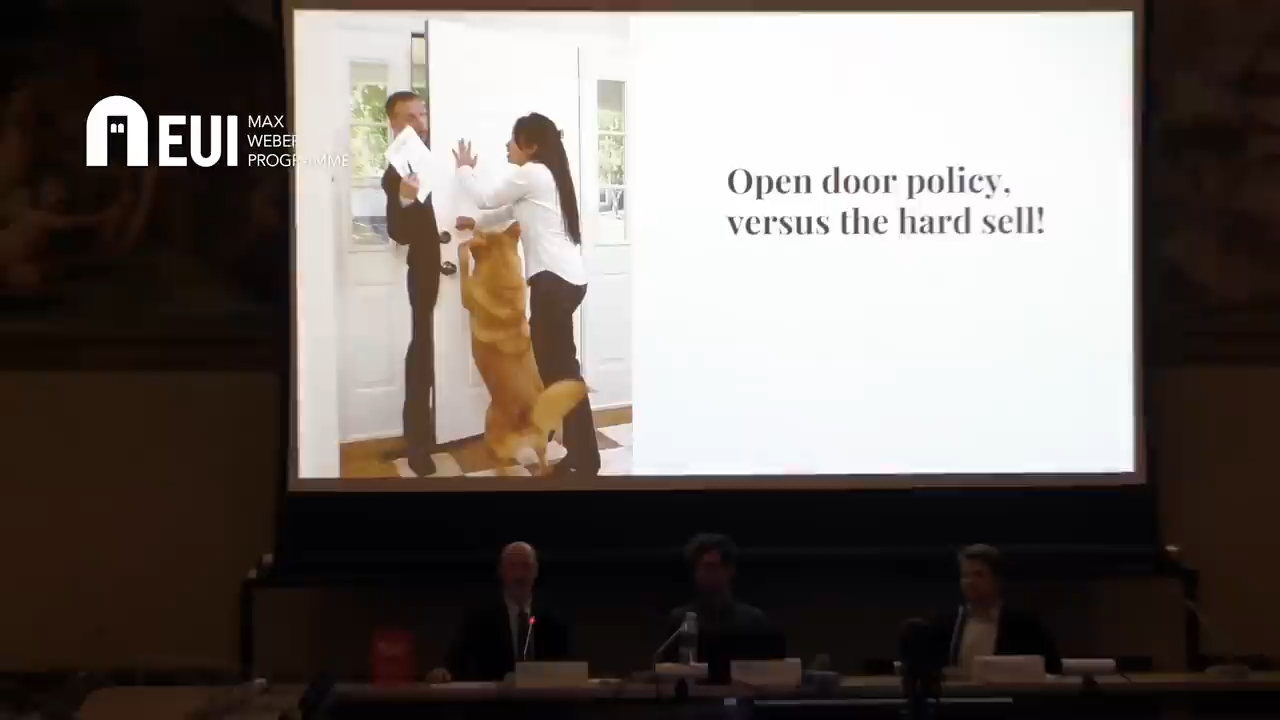 EUI
MAX
WEBER
PROGRAMME
Open door policy,
versus the hard sell!